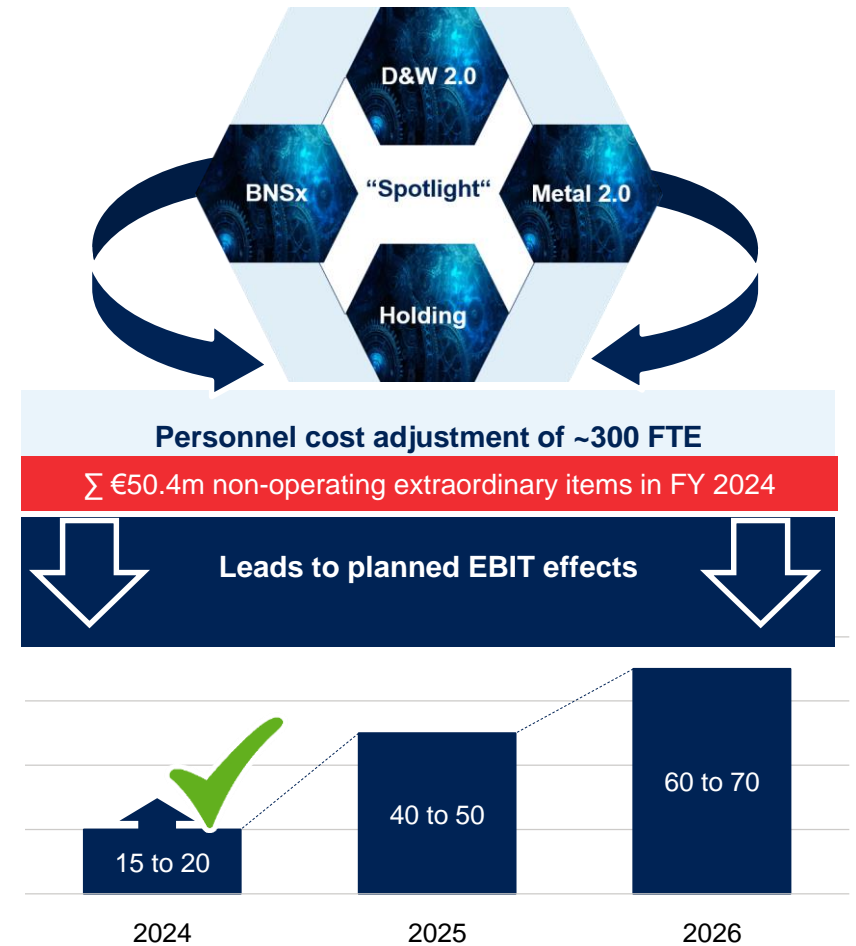 D&W 2.0
BNSx
“Spotlight“
Metal 2.0
Holding
Personnel cost adjustment of ~300 FTE
∑ €50.4m non-operating extraordinary items in FY 2024
Leads to planned EBIT effects
15 to 20
40 to 50
60 to 70
2024
2025
2026